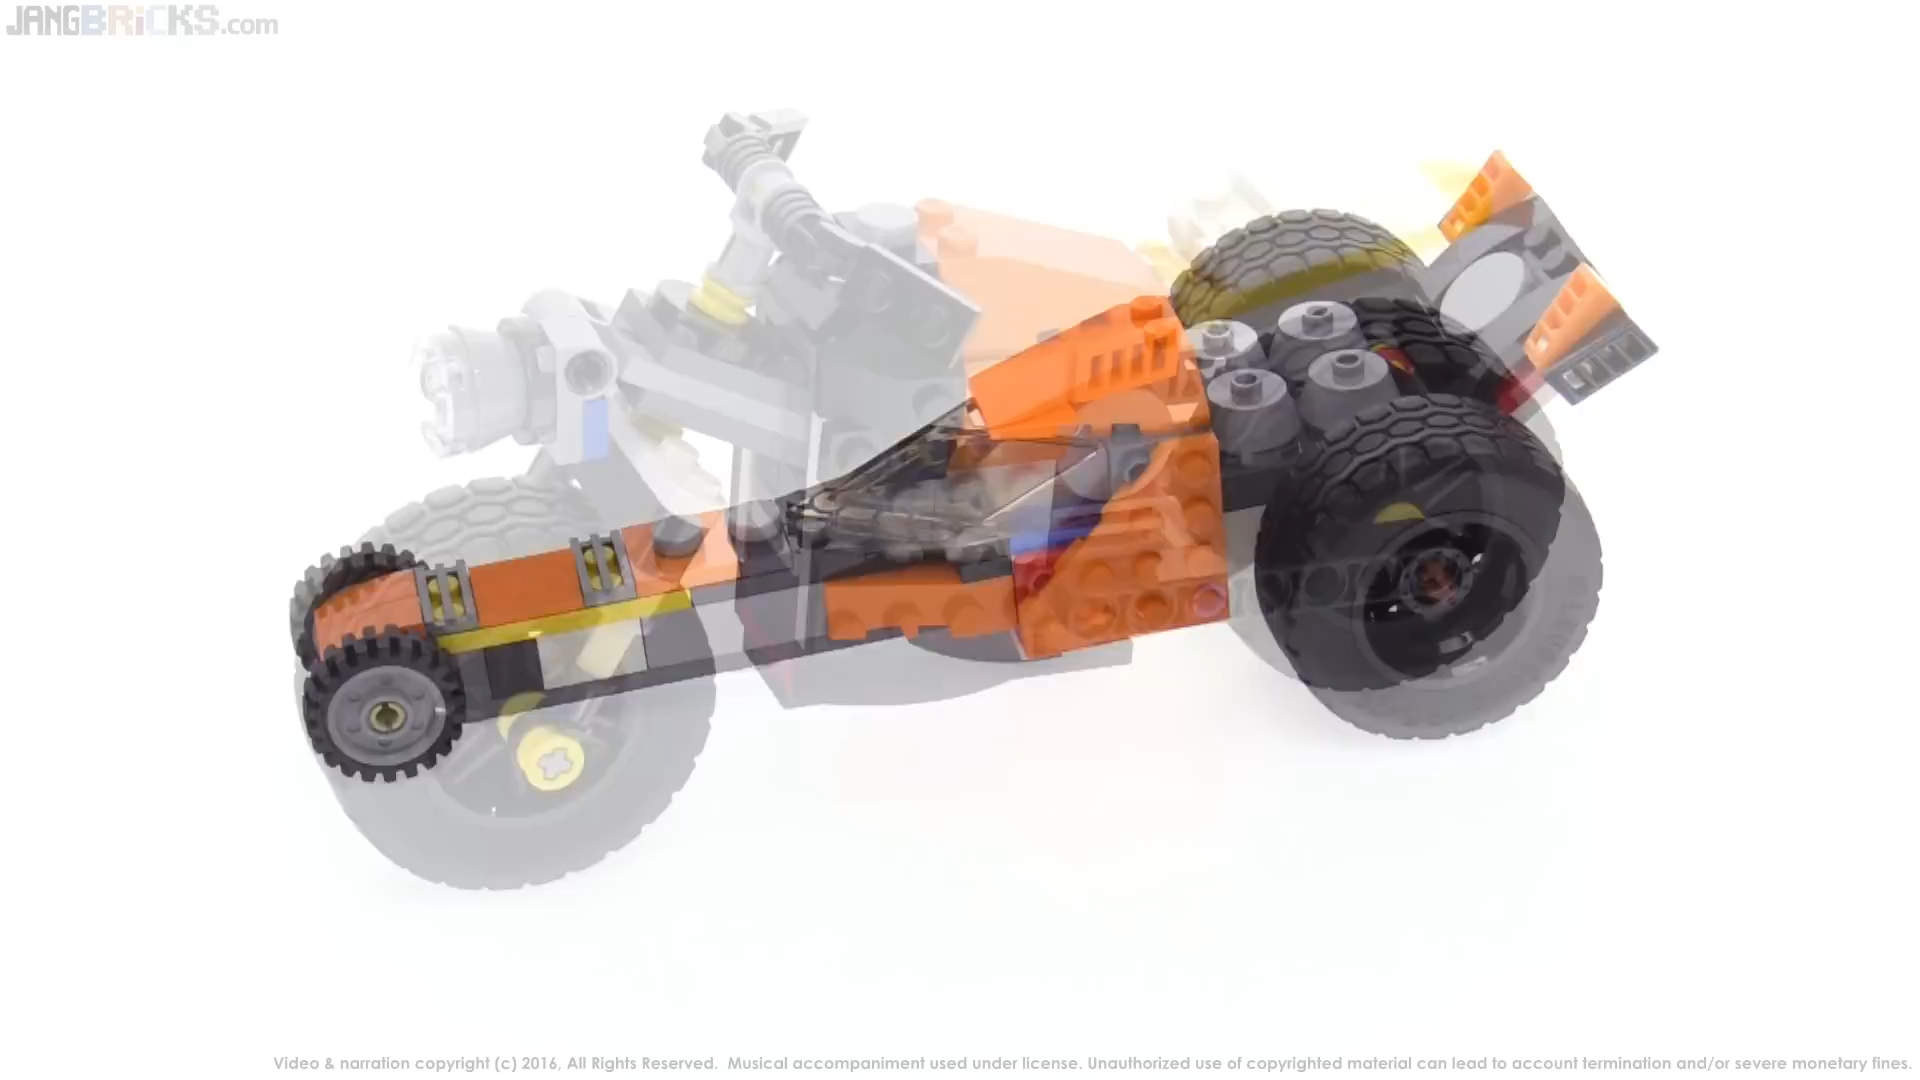 JANGBRiCKS.com
Video & narration copyright (c) 2016, All Rights Reserved. Musical accompaniment used under license. Unauthorized use of copyrighted material can lead to account termination and/or severe monetary fines.